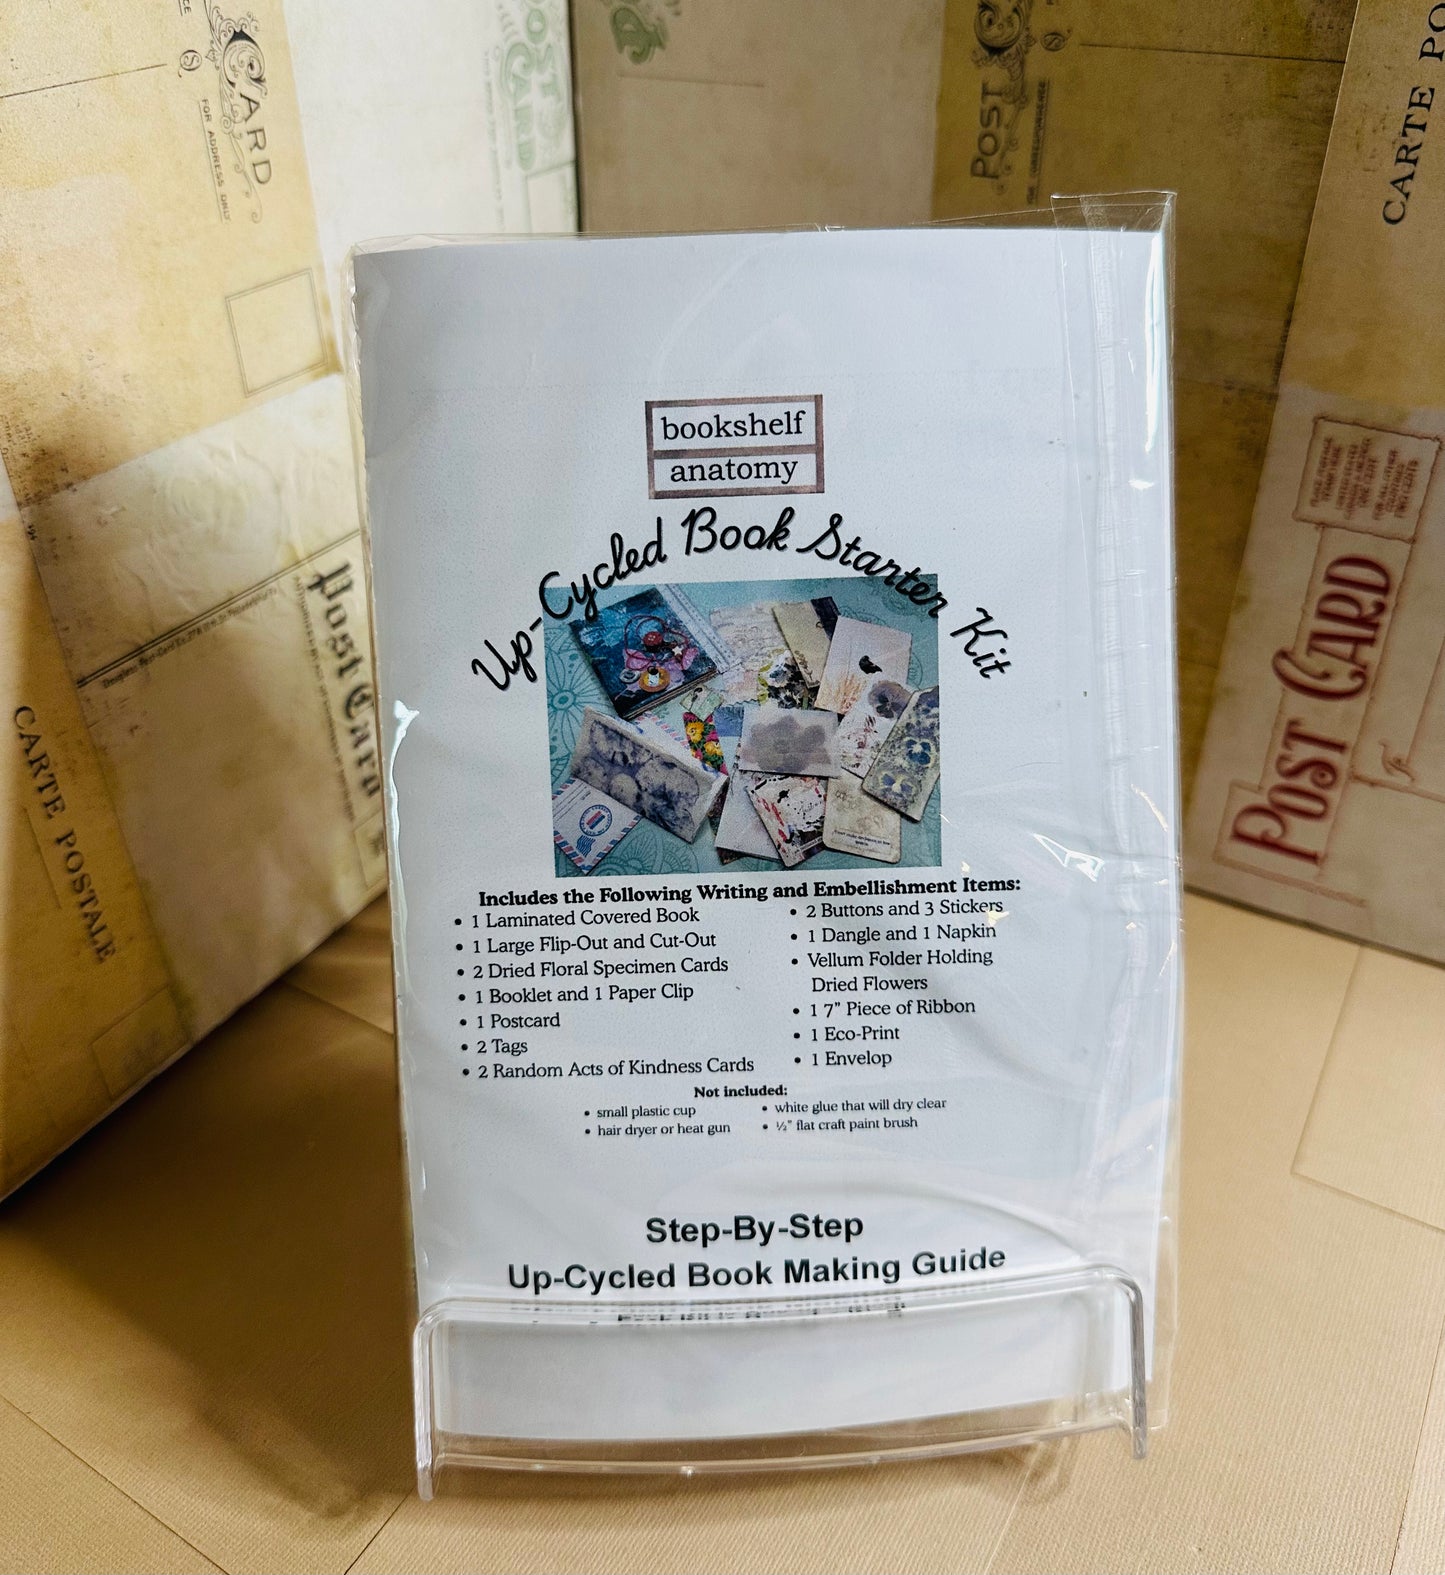 CARD
FOR ADDRESS ONLY
POST
CARD
POST
CARTE PO
Post Card
CARTE POSTALE
POST CARD
bookshelf
anatomy
Up-Cycled Book Starter Kit
Includes the Following Writing and Embellishment Items:
• 1 Laminated Covered Book
• 1 Large Flip-Out and Cut-Out
• 2 Dried Floral Specimen Cards
• 1 Booklet and 1 Paper Clip
• 1 Postcard
• 2 Tags
• 2 Random Acts of Kindness Cards
• 2 Buttons and 3 Stickers
• 1 Dangle and 1 Napkin
• Vellum Folder Holding
Dried Flowers
• 1 7" Piece of Ribbon
• 1 Eco-Print
• 1 Envelop
Not included:
• small plastic cup
• hair dryer or heat gun
• white glue that will dry clear
• ½" flat craft paint brush
Step-By-Step
Up-Cycled Book Making Guide